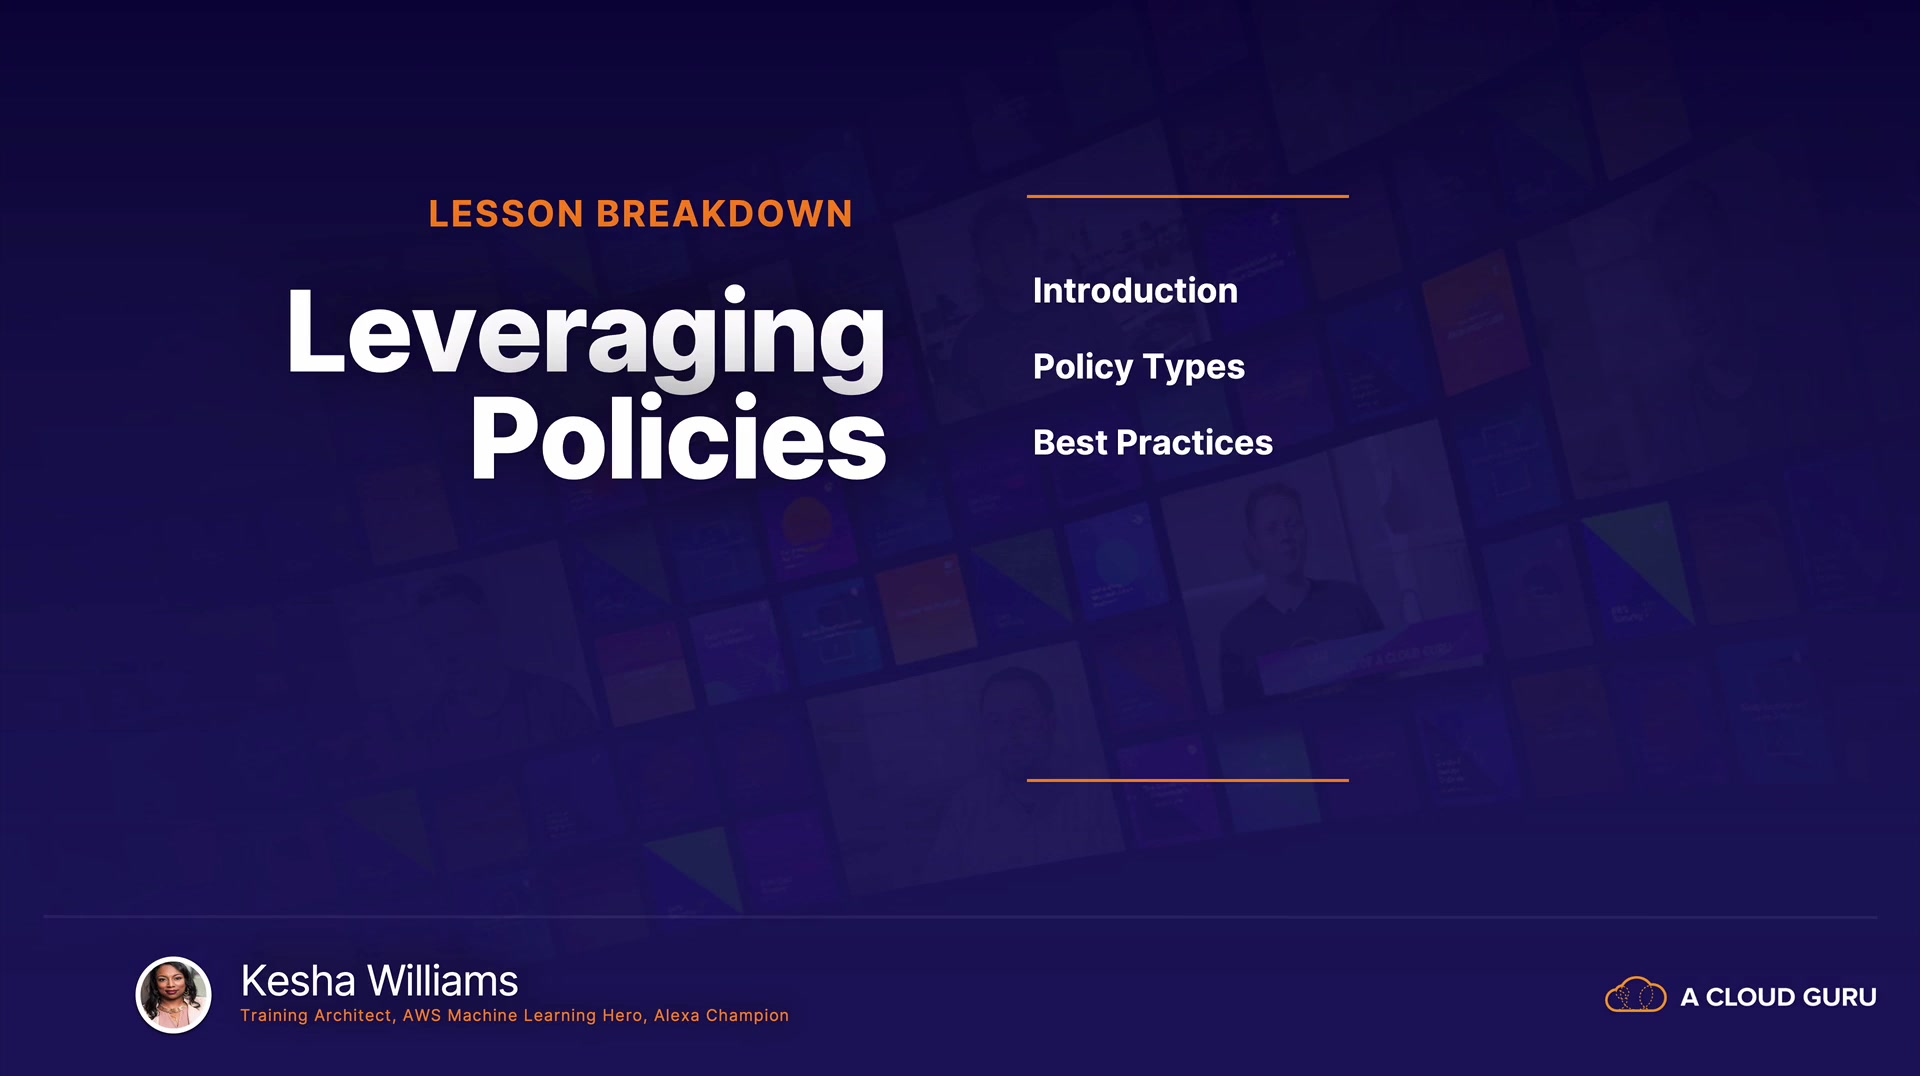 LESSON BREAKDOWN
Leveraging
Policies
Introduction
Policy Types
Best Practices
Kesha Williams
Training Architect, AWS Machine Learning Hero, Alexa Champion
A CLOUD GURU